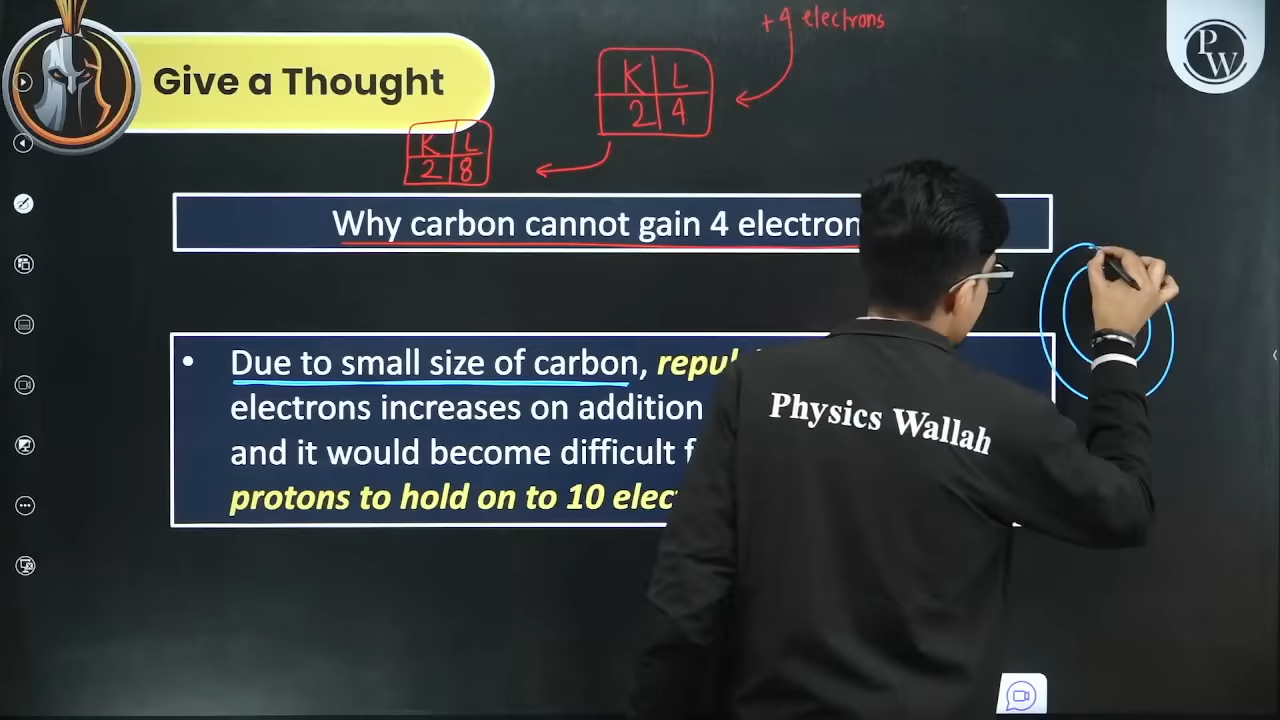 +4 electrons
Give a Thought
K L
2 4
K L
2 8
PW
Why carbon cannot gain 4 electron
• Due to small size of carbon,
electrons increases on addition
and it would become difficult
protons to hold on to 10
Physics Wallah